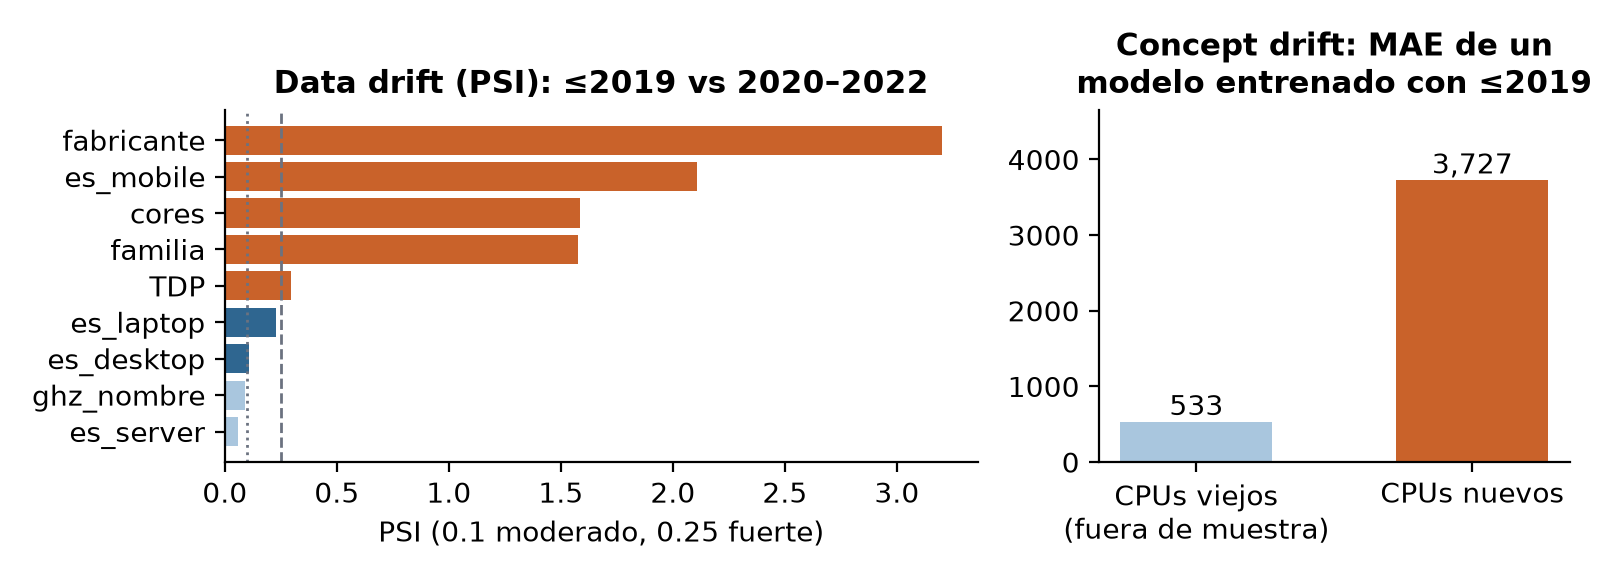 Data drift (PSI): ≤2019 vs 2020–2022
fabricante
es_mobile
cores
familia
TDP
es_laptop
es_desktop
ghz_nombre
es_server
0.0 0.5 1.0 1.5 2.0 2.5 3.0
PSI (0.1 moderado, 0.25 fuerte)
Concept drift: MAE de un
modelo entrenado con ≤2019
4000
3000
2000
1000
0
533
3,727
CPUs viejos
(fuera de muestra)
CPUs nuevos